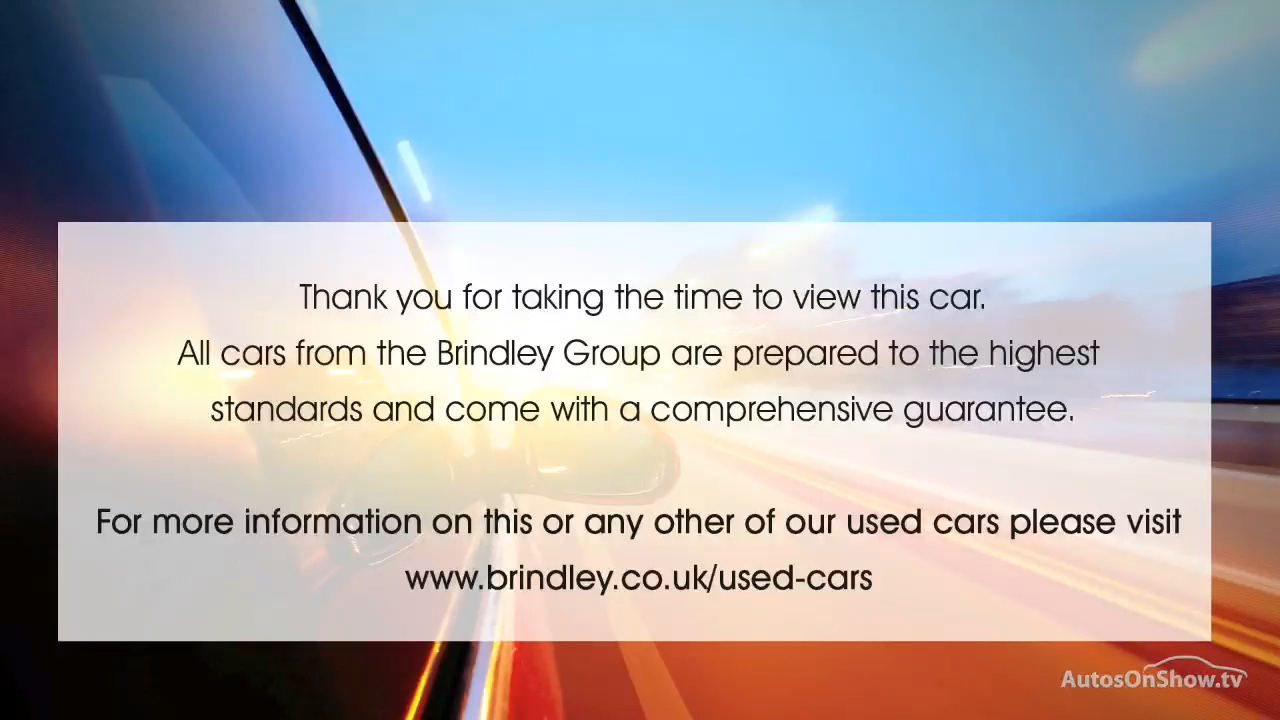 Thank you for taking the time to view this car.
All cars from the Brindley Group are prepared to the highest
standards and come with a comprehensive guarantee.
For more information on this or any other of our used cars please visit
www.brindley.co.uk/used-cars
AutosOnShow.tv